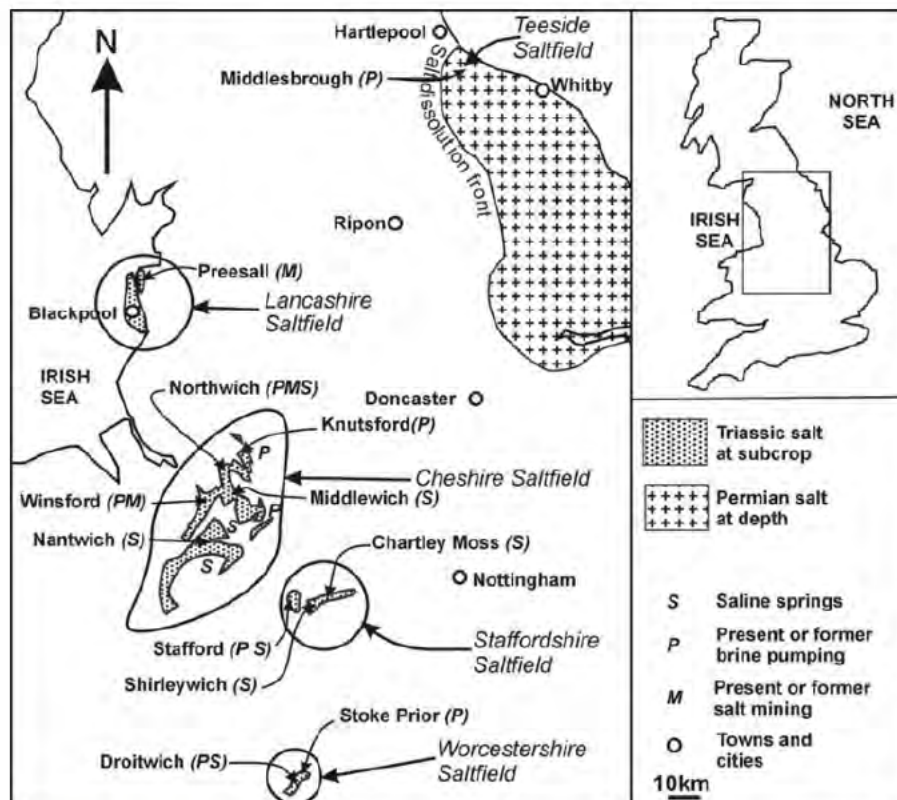 N
Hartlepool
Teeside
Saltfield
Middlesbrough (P)
Whitby
Salt dissolution front
Ripon
Preesall (M)
Blackpool
Lancashire
Saltfield
IRISH
SEA
Northwich (PMS)
Doncaster
Knutsford(P)
P
Cheshire Saltfield
Winsford (PM)
Middlewich (S)
P
S
Nantwich (S)
S
Chartley Moss (S)
Nottingham
Stafford (P S)
Staffordshire
Saltfield
Shirleywich (S)
Stoke Prior (P)
Droitwich (PS)
Worcestershire
Saltfield
NORTH
SEA
IRISH
SEA
Triassic salt
at subcrop
Permian salt
at depth
S Saline springs
P Present or former
brine pumping
M Present or former
salt mining
Towns and
cities
10km